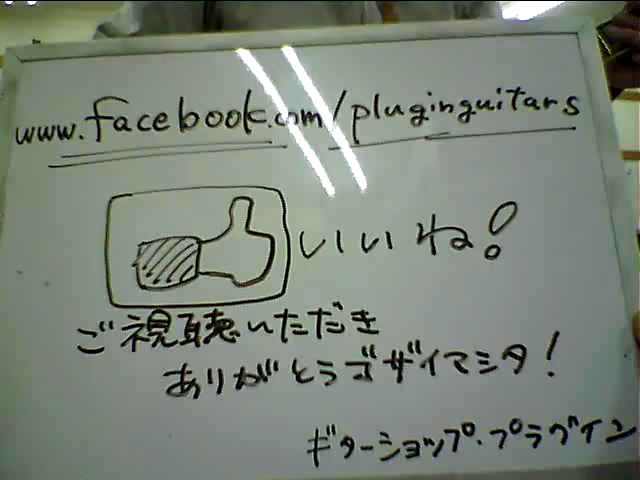 www.facebook.com/pluginguitars
いいね!
ご視聴いただき
ありがとうゴザイマシタ!
ギターショップ・プラグイン